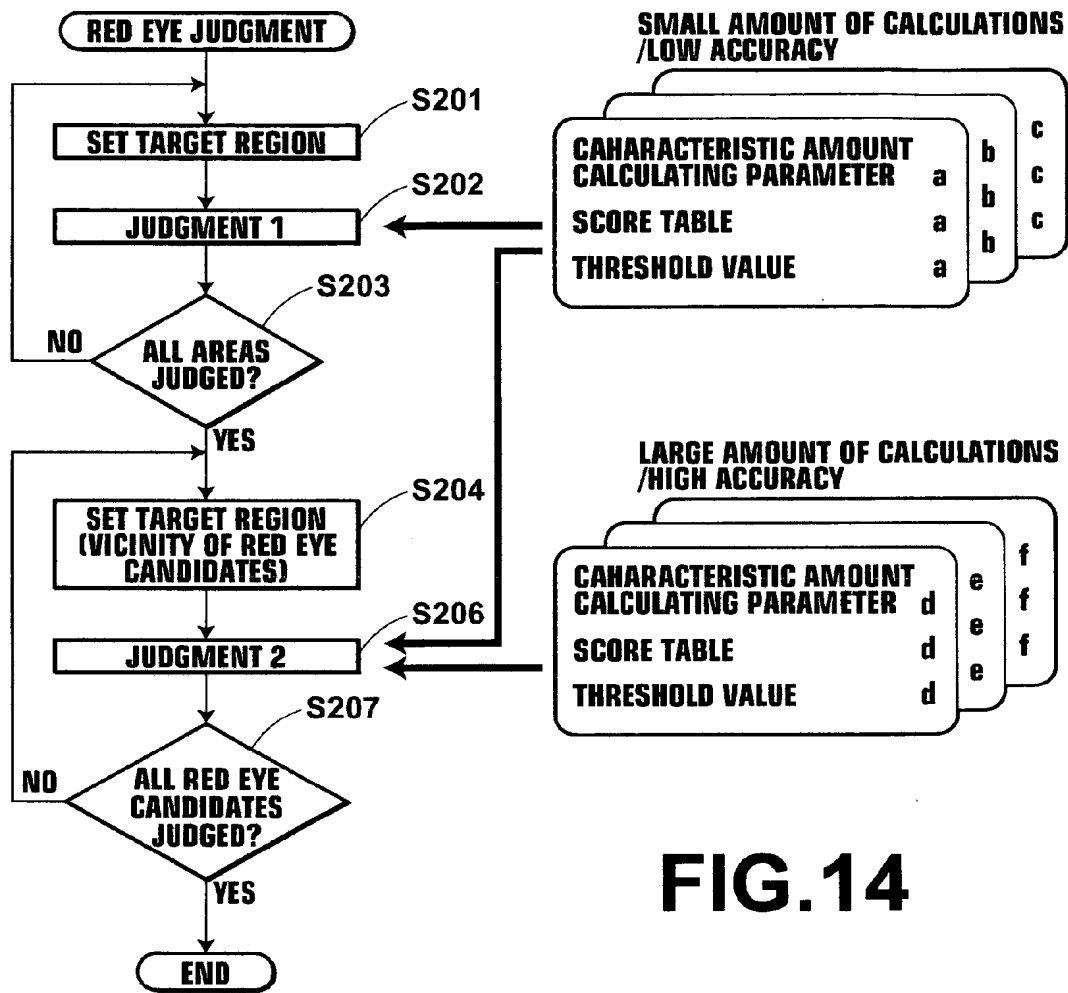 RED EYE JUDGMENT
S201
SET TARGET REGION
S202
JUDGMENT 1
S203
NO
ALL AREAS
JUDGED?
YES
S204
SET TARGET REGION
(VICINITY OF RED EYE
CANDIDATES)
S206
JUDGMENT 2
S207
NO
ALL RED EYE
CANDIDATES
JUDGED?
YES
END
SMALL AMOUNT OF CALCULATIONS
/LOW ACCURACY
CAHARACTERISTIC AMOUNT
CALCULATING PARAMETER a
SCORE TABLE a
THRESHOLD VALUE a
b
b
b
c
c
c
LARGE AMOUNT OF CALCULATIONS
/HIGH ACCURACY
CAHARACTERISTIC AMOUNT
CALCULATING PARAMETER d
SCORE TABLE d
THRESHOLD VALUE d
e
e
e
f
f
f
FIG.14